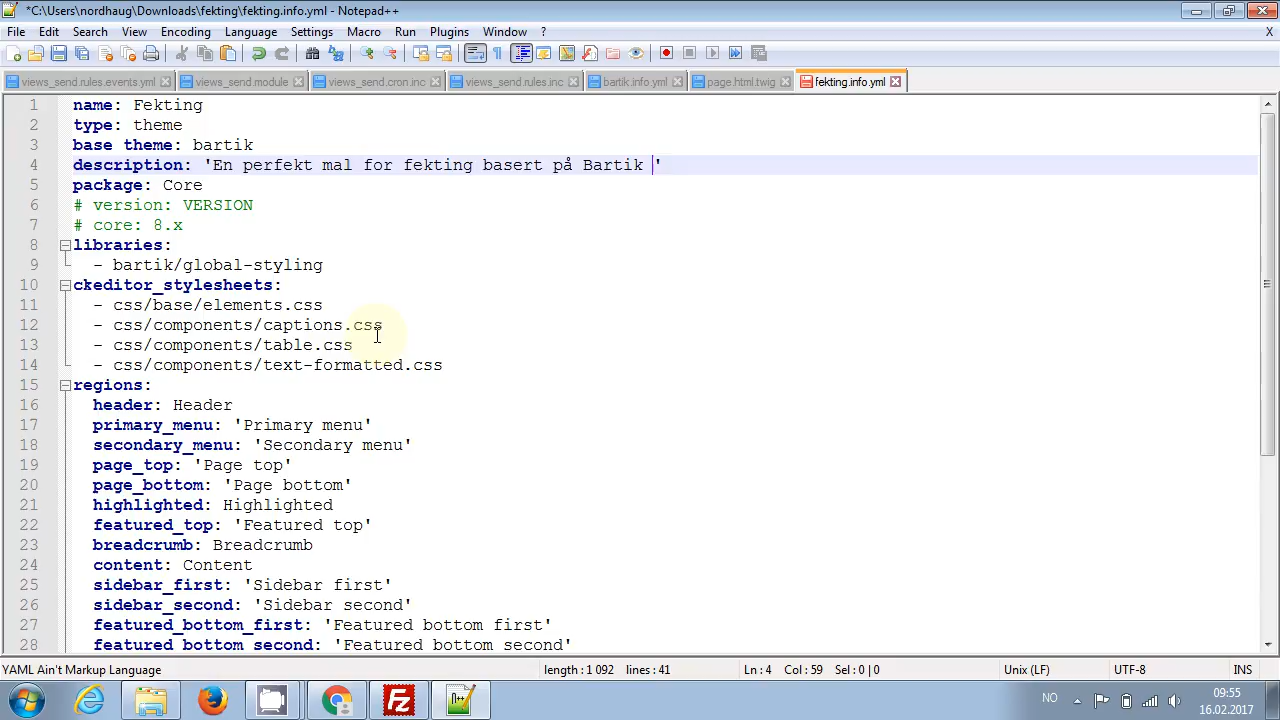 *C:\Users\nordhaug\Downloads\fekting\fekting.info.yml - Notepad++
File Edit Search View Encoding Language Settings Macro Run Plugins Window ? X
views_send.rules.events.yml views_send.module views_send.cron.inc views_send.rules.inc bartik.info.yml page.html.twig fekting.info.yml
1 name: Fekting
2 type: theme
3 base theme: bartik
4 description: 'En perfekt mal for fekting basert på Bartik '
5 package: Core
6 # version: VERSION
7 # core: 8.x
8 libraries:
9 - bartik/global-styling
10 ckeditor_stylesheets:
11 - css/base/elements.css
12 - css/components/captions.css
13 - css/components/table.css
14 - css/components/text-formatted.css
15 regions:
16 header: Header
17 primary_menu: 'Primary menu'
18 secondary_menu: 'Secondary menu'
19 page_top: 'Page top'
20 page_bottom: 'Page bottom'
21 highlighted: Highlighted
22 featured_top: 'Featured top'
23 breadcrumb: Breadcrumb
24 content: Content
25 sidebar_first: 'Sidebar first'
26 sidebar_second: 'Sidebar second'
27 featured_bottom_first: 'Featured bottom first'
28 featured_bottom_second: 'Featured bottom second'
YAML Ain't Markup Language length : 1 092 lines : 41 Ln : 4 Col : 59 Sel : 0 | 0 Unix (LF) UTF-8 INS
NO 09:55
16.02.2017